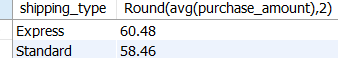 shipping_type Round(avg(purchase_amount),2)
Express 60.48
Standard 58.46